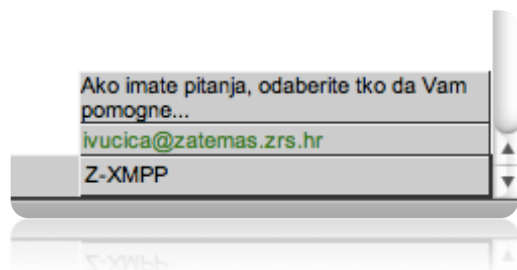 Ako imate pitanja, odaberite tko da Vam
pomogne...
ivucica@zatemas.zrs.hr
Z-XMPP